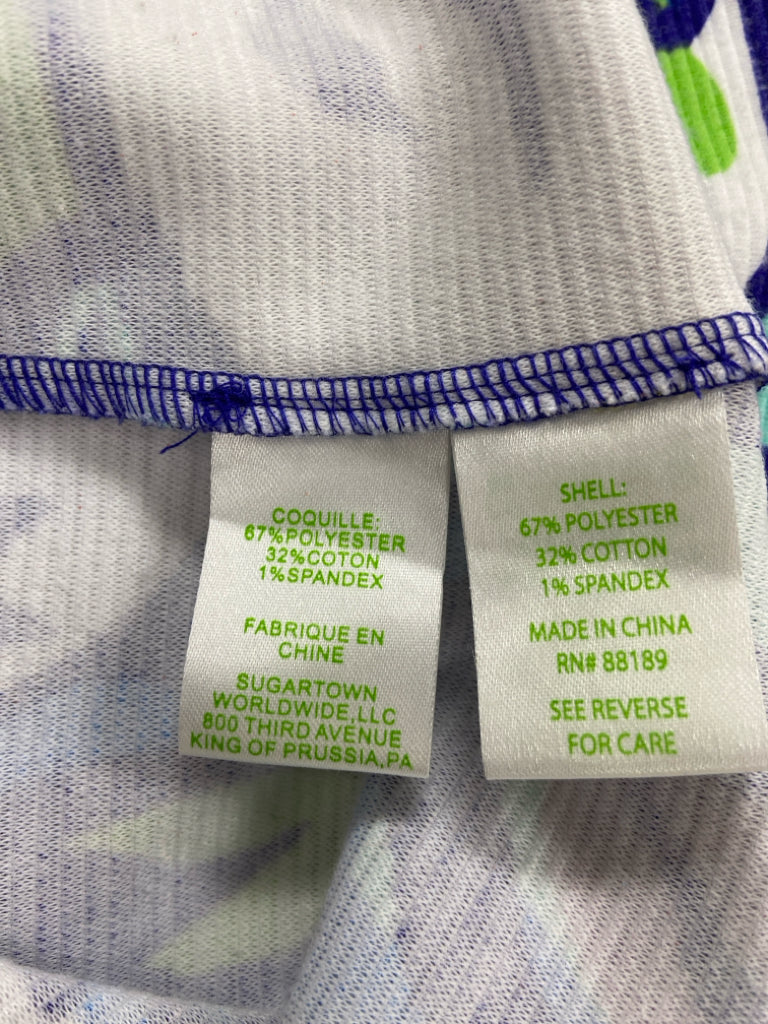 COQUILLE:
67%POLYESTER
32%COTON
1%SPANDEX
FABRIQUE EN
CHINE
SUGARTOWN
WORLDWIDE,LLC
800 THIRD AVENUE
KING OF PRUSSIA,PA
SHELL:
67% POLYESTER
32% COTTON
1% SPANDEX
MADE IN CHINA
RN# 88189
SEE REVERSE
FOR CARE